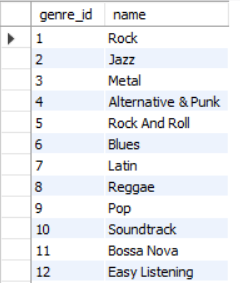 genre_id name
1 Rock
2 Jazz
3 Metal
4 Alternative & Punk
5 Rock And Roll
6 Blues
7 Latin
8 Reggae
9 Pop
10 Soundtrack
11 Bossa Nova
12 Easy Listening